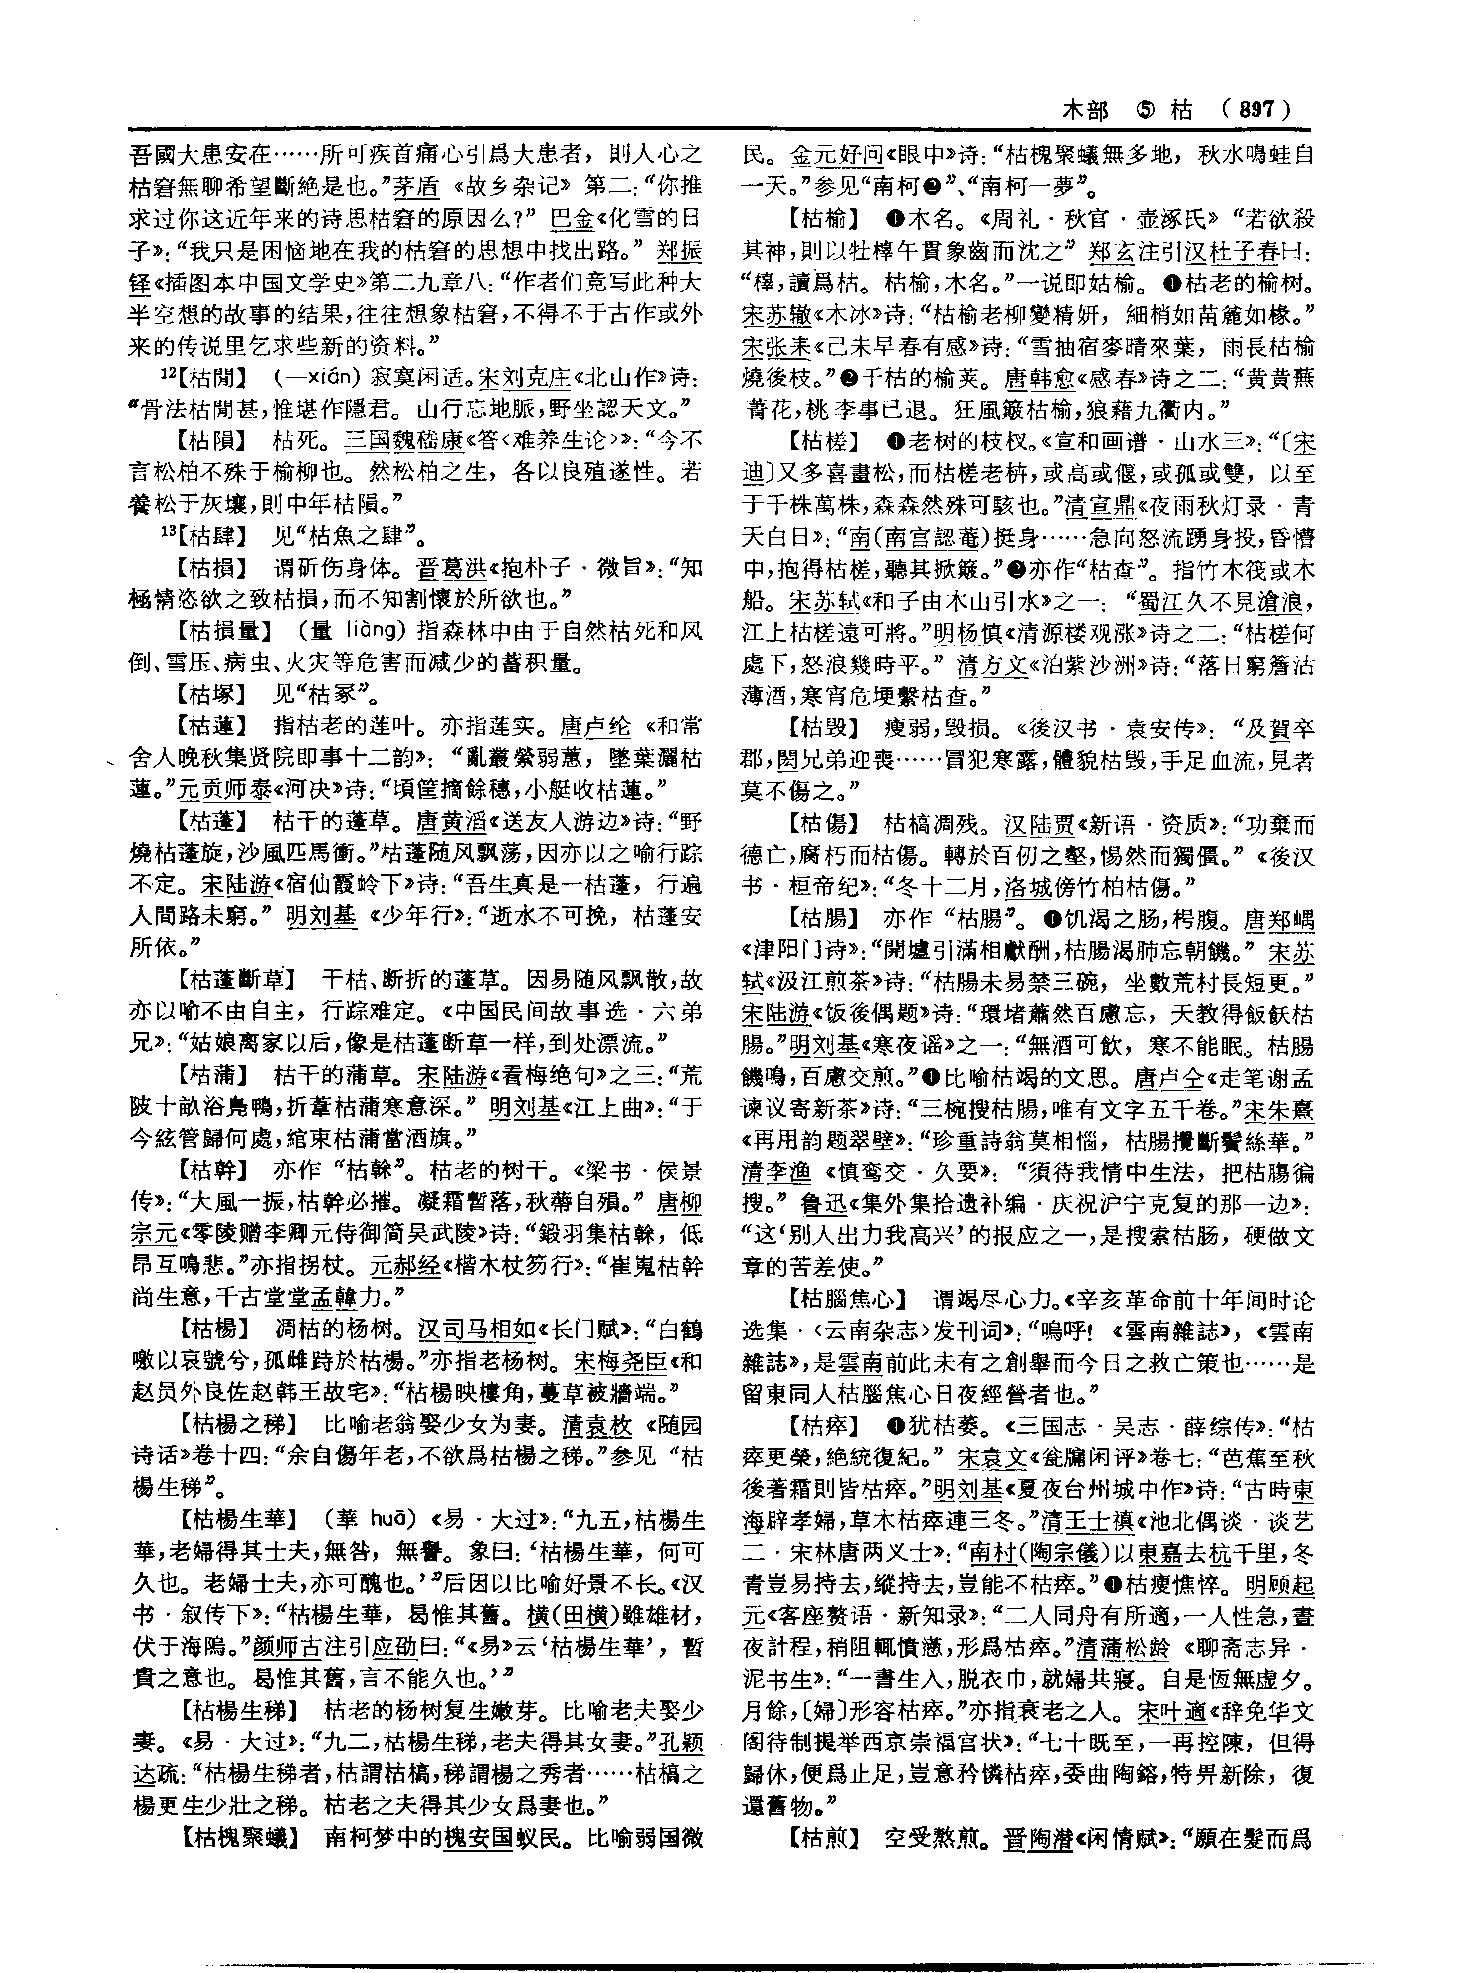 木部 ⑤ 枯 (897)
吾國大患安在……所可疾首痛心引爲大患者，則人心之
枯窘無聊希望斷絶是也。”茅盾《故乡杂记》第二：“你推
求过你这近年来的诗思枯窘的原因么？”巴金《化雪的日
子》：“我只是困恼地在我的枯窘的思想中找出路。”郑振
铎《插图本中国文学史》第二九章八：“作者们竞写此种大
半空想的故事的结果，往往想象枯窘，不得不于古作或外
来的传说里乞求些新的资料。”
12【枯閒】（—xián）寂寞闲适。宋刘克庄《北山作》诗：
“骨法枯閒甚，惟堪作隱君。山行忘地脈，野坐認天文。”
【枯隕】 枯死。三国魏嵇康《答〈难养生论〉》：“今不
言松柏不殊于榆柳也。然松柏之生，各以良殖遂性。若
養松于灰壤，則中年枯隕。”
13【枯肆】 见“枯魚之肆”。
【枯損】 谓斫伤身体。晋葛洪《抱朴子·微旨》：“知
極情恣欲之致枯損，而不知割懷於所欲也。”
【枯損量】（量 liàng）指森林中由于自然枯死和风
倒、雪压、病虫、火灾等危害而减少的蓄积量。
【枯塚】 见“枯冢”。
【枯蓮】 指枯老的莲叶。亦指莲实。唐卢纶《和常
舍人晚秋集贤院即事十二韵》：“亂叢縈弱蕙，墜葉灑枯
蓮。”元贡师泰《河决》诗：“頃筐摘餘穗，小艇收枯蓮。”
【枯蓬】 枯干的蓬草。唐黄滔《送友人游边》诗：“野
燒枯蓬旋，沙風匹馬衝。”枯蓬随风飘荡，因亦以之喻行踪
不定。宋陆游《宿仙霞岭下》诗：“吾生真是一枯蓬，行遍
人間路未窮。”明刘基《少年行》：“逝水不可挽，枯蓬安
所依。”
【枯蓬斷草】 干枯、断折的蓬草。因易随风飘散，故
亦以喻不由自主，行踪难定。《中国民间故事选·六弟
兄》：“姑娘离家以后，像是枯蓬断草一样，到处漂流。”
【枯蒲】 枯干的蒲草。宋陆游《看梅绝句》之三：“荒
陂十畝浴鳧鴨，折葦枯蒲寒意深。”明刘基《江上曲》：“于
今絃管歸何處，綰束枯蒲當酒旗。”
【枯幹】 亦作“枯榦”。枯老的树干。《梁书·侯景
传》：“大風一振，枯幹必摧。凝霜暫落，秋蔕自殞。”唐柳
宗元《零陵赠李卿元侍御简吴武陵》诗：“鎩羽集枯榦，低
昂互鳴悲。”亦指拐杖。元郝经《楷木杖笏行》：“崔嵬枯幹
尚生意，千古堂堂孟韓力。”
【枯楊】 凋枯的杨树。汉司马相如《长门赋》：“白鶴
噭以哀號兮，孤雌跱於枯楊。”亦指老杨树。宋梅尧臣《和
赵员外良佐赵韩王故宅》：“枯楊映樓角，蔓草被牆端。”
【枯楊之稊】 比喻老翁娶少女为妻。清袁枚《随园
诗话》卷十四：“余自傷年老，不欲爲枯楊之稊。”参见“枯
楊生稊”。
【枯楊生華】（華 huā）《易·大过》：“九五，枯楊生
華，老婦得其士夫，無咎，無譽。象曰：‘枯楊生華，何可
久也。老婦士夫，亦可醜也。’”后因以比喻好景不长。《汉
书·叙传下》：“枯楊生華，曷惟其舊。横（田横）雖雄材，
伏于海隝。”颜师古注引应劭曰：“《易》云‘枯楊生華’，暫
貴之意也。曷惟其舊，言不能久也。’”
【枯楊生稊】 枯老的杨树复生嫩芽。比喻老夫娶少
妻。《易·大过》：“九二，枯楊生稊，老夫得其女妻。”孔颖
达疏：“枯楊生稊者，枯謂枯槁，稊謂楊之秀者……枯槁之
楊更生少壯之稊。枯老之夫得其少女爲妻也。”
【枯槐聚蟻】 南柯梦中的槐安国蚁民。比喻弱国微
民。金元好问《眼中》诗：“枯槐聚蟻無多地，秋水鳴蛙自
一天。”参见“南柯❷”、“南柯一夢”。
【枯榆】 ❶木名。《周礼·秋官·壶涿氏》“若欲殺
其神，則以牡橭午貫象齒而沈之”郑玄注引汉杜子春曰：
“橭，讀爲枯。枯榆，木名。”一说即姑榆。❶枯老的榆树。
宋苏辙《木冰》诗：“枯榆老柳變精妍，細梢如苗麄如椽。”
宋张耒《己未早春有感》诗：“雪抽宿麥晴來葉，雨長枯榆
燒後枝。”❷干枯的榆荚。唐韩愈《感春》诗之二：“黄黄蕪
菁花，桃李事已退。狂風簸枯榆，狼藉九衢内。”
【枯槎】 ❶老树的枝杈。《宣和画谱·山水三》：“〔宋
迪〕又多喜畫松，而枯槎老枿，或高或偃，或孤或雙，以至
于千株萬株，森森然殊可駭也。”清宣鼎《夜雨秋灯录·青
天白日》：“南（南宫認菴）挺身……急向怒流踴身投，昏懵
中，抱得枯槎，聽其掀簸。”❷亦作“枯查”。指竹木筏或木
船。宋苏轼《和子由木山引水》之一：“蜀江久不見滄浪，
江上枯槎遠可將。”明杨慎《清源楼观涨》诗之二：“枯槎何
處下，怒浪幾時平。”清方文《泊紫沙洲》诗：“落日窮簷沽
薄酒，寒宵危埂繫枯查。”
【枯毁】 瘦弱，毁损。《後汉书·袁安传》：“及賀卒
郡，閎兄弟迎喪……冒犯寒露，體貌枯毁，手足血流，見者
莫不傷之。”
【枯傷】 枯槁凋残。汉陆贾《新语·资质》：“功棄而
德亡，腐朽而枯傷。轉於百仞之壑，惕然而獨僵。”《後汉
书·桓帝纪》：“冬十二月，洛城傍竹柏枯傷。”
【枯腸】 亦作“枯膓”。❶饥渴之肠，枵腹。唐郑嵎
《津阳门诗》：“開壚引滿相獻酬，枯腸渴肺忘朝饑。”宋苏
轼《汲江煎茶》诗：“枯腸未易禁三碗，坐數荒村長短更。”
宋陆游《饭後偶题》诗：“環堵蕭然百慮忘，天教得飯飫枯
腸。”明刘基《寒夜谣》之一：“無酒可飲，寒不能眠。枯腸
饑鳴，百慮交煎。”❶比喻枯竭的文思。唐卢仝《走笔谢孟
谏议寄新茶》诗：“三椀搜枯腸，唯有文字五千卷。”宋朱熹
《再用韵题翠壁》：“珍重詩翁莫相惱，枯腸攪斷鬢絲華。”
清李渔《慎鸾交·久要》：“須待我情中生法，把枯膓徧
搜。”鲁迅《集外集拾遗补编·庆祝沪宁克复的那一边》：
“这‘别人出力我高兴’的报应之一，是搜索枯肠，硬做文
章的苦差使。”
【枯腦焦心】 谓竭尽心力。《辛亥革命前十年间时论
选集·〈云南杂志〉发刊词》：“嗚呼！《雲南雜誌》，《雲南
雜誌》，是雲南前此未有之創舉而今日之救亡策也……是
留東同人枯腦焦心日夜經營者也。”
【枯瘁】 ❶犹枯萎。《三国志·吴志·薛综传》：“枯
瘁更榮，絶統復紀。”宋袁文《瓮牖闲评》卷七：“芭蕉至秋
後著霜則皆枯瘁。”明刘基《夏夜台州城中作》诗：“古時東
海辟孝婦，草木枯瘁連三冬。”清王士禛《池北偶谈·谈艺
二·宋林唐两义士》：“南村（陶宗儀）以東嘉去杭千里，冬
青豈易持去，縱持去，豈能不枯瘁。”❶枯瘦憔悴。明顾起
元《客座赘语·新知录》：“二人同舟有所適，一人性急，晝
夜計程，稍阻輒憤懣，形爲枯瘁。”清蒲松龄《聊斋志异·
泥书生》：“一書生入，脱衣巾，就婦共寢。自是恆無虚夕。
月餘，〔婦〕形容枯瘁。”亦指衰老之人。宋叶適《辞免华文
阁待制提举西京崇福宫状》：“七十既至，一再控陳，但得
歸休，便爲止足，豈意矜憐枯瘁，委曲陶鎔，特畀新除，復
還舊物。”
【枯煎】 空受熬煎。晋陶潜《闲情赋》：“願在髮而爲